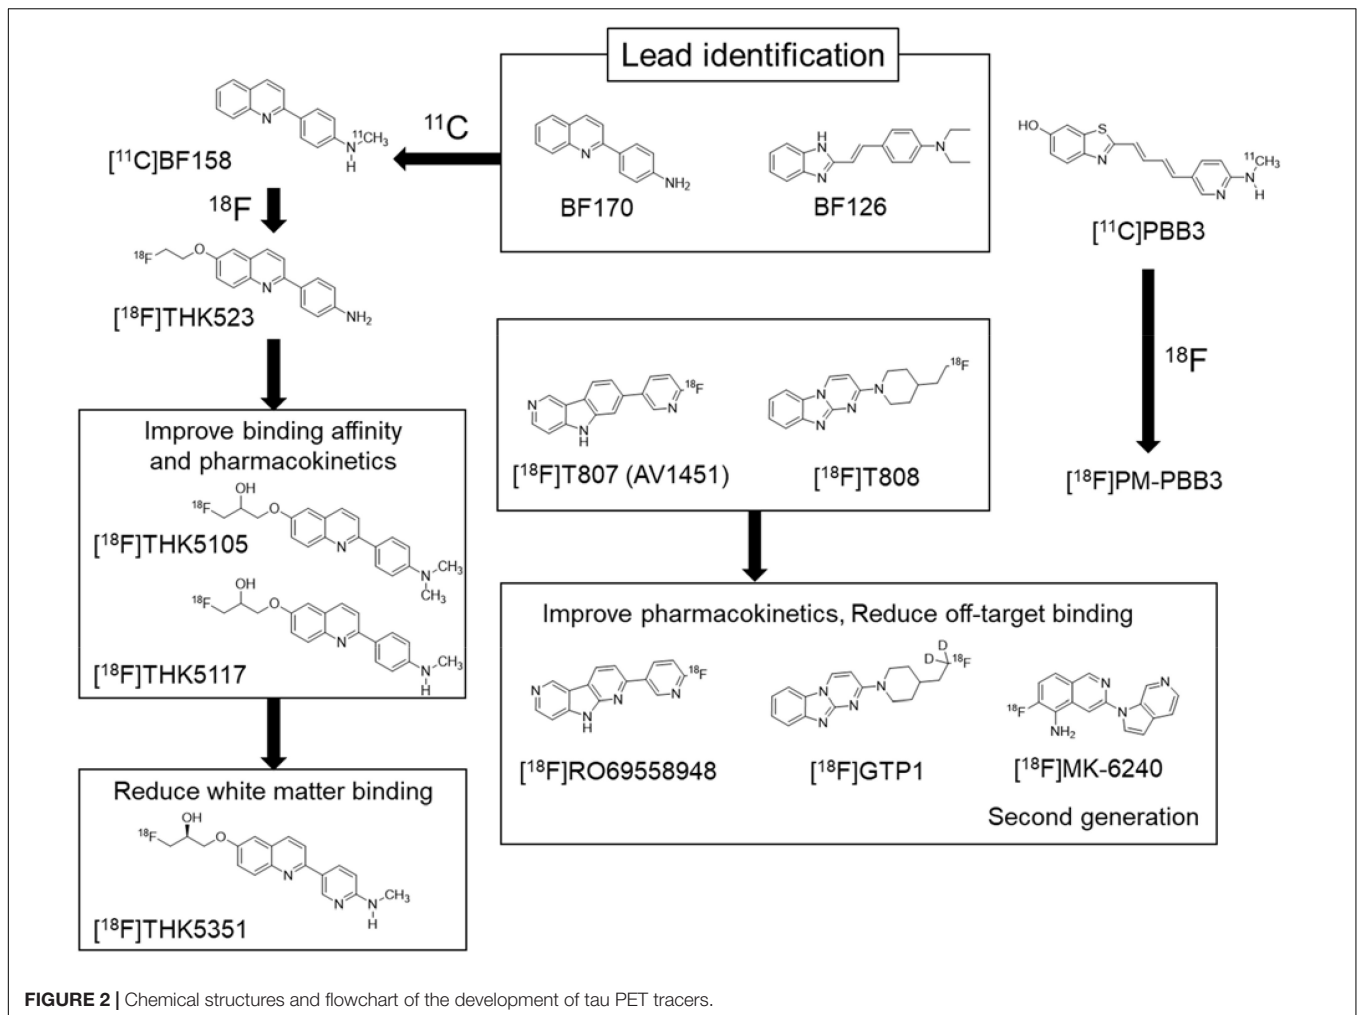 Lead identification
[¹¹C]BF158
¹¹C
BF170
BF126
[¹¹C]PBB3
¹⁸F
[¹⁸F]THK523
¹⁸F
[¹⁸F]PM-PBB3
[¹⁸F]T807 (AV1451)
[¹⁸F]T808
Improve binding affinity
and pharmacokinetics
[¹⁸F]THK5105
[¹⁸F]THK5117
Reduce white matter binding
[¹⁸F]THK5351
Improve pharmacokinetics, Reduce off-target binding
[¹⁸F]RO69558948
[¹⁸F]GTP1
[¹⁸F]MK-6240
Second generation
FIGURE 2 | Chemical structures and flowchart of the development of tau PET tracers.